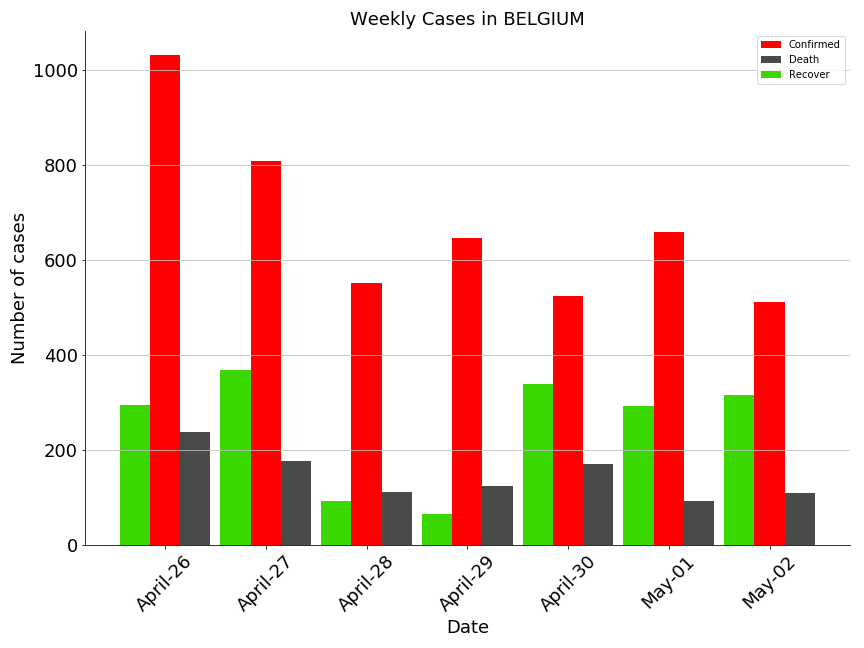 Weekly Cases in BELGIUM
Confirmed
Death
Recover
1000
800
600
400
200
0
Number of cases
April-26
April-27
April-28
April-29
April-30
May-01
May-02
Date